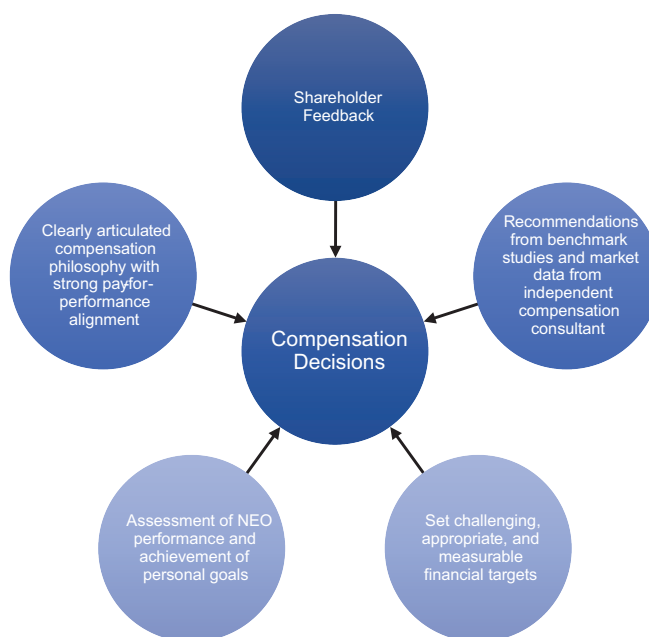 Shareholder
Feedback
Clearly articulated
compensation
philosophy with
strong pay-for-
performance
alignment
Recommendations
from benchmark
studies and market
data from
independent
compensation
consultant
Compensation
Decisions
Assessment of NEO
performance and
achievement of
personal goals
Set challenging,
appropriate, and
measurable
financial targets